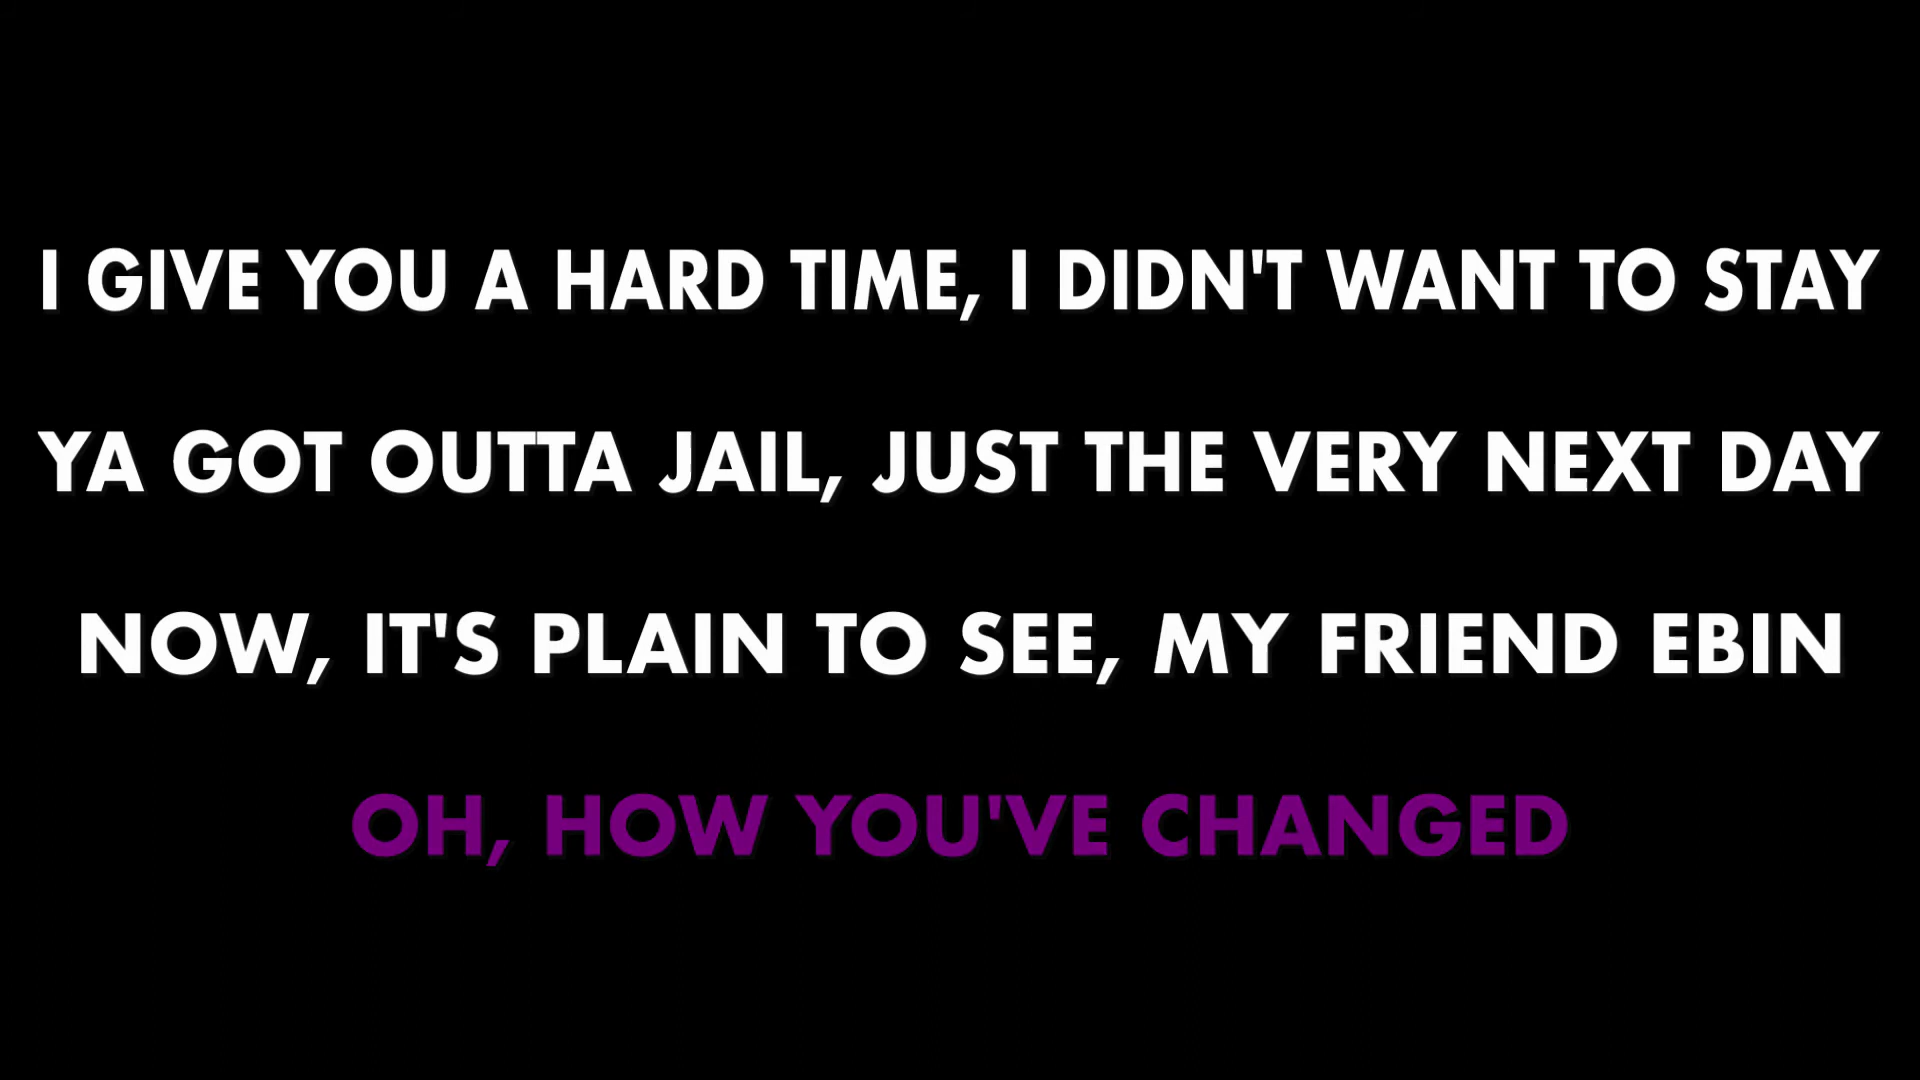 I GIVE YOU A HARD TIME, I DIDN'T WANT TO STAY
YA GOT OUTTA JAIL, JUST THE VERY NEXT DAY
NOW, IT'S PLAIN TO SEE, MY FRIEND EBIN
OH, HOW YOU'VE CHANGED